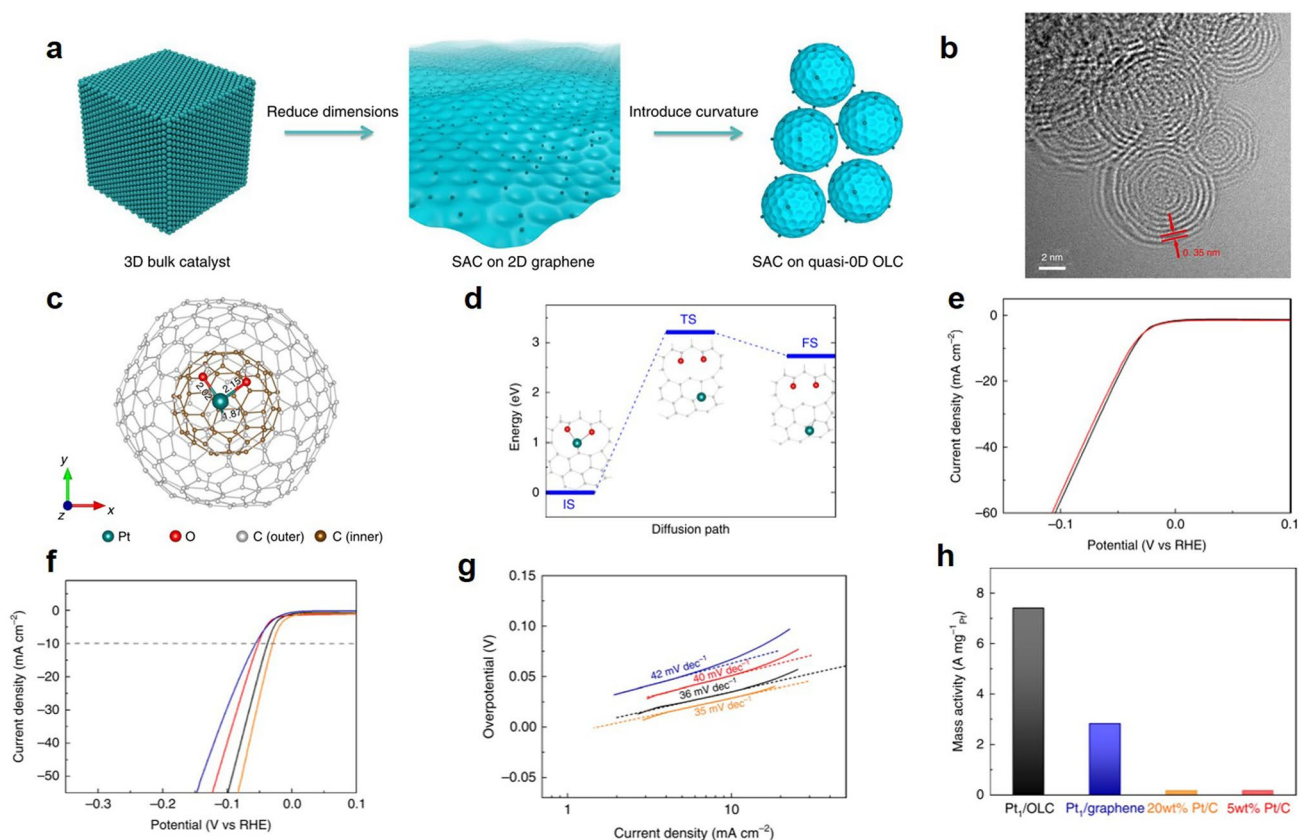 a
Reduce dimensions
Introduce curvature
3D bulk catalyst
SAC on 2D graphene
SAC on quasi-0D OLC
b
0. 35 nm
2 nm
c
2.02
2.15
1.87
y
z
x
Pt
O
C (outer)
C (inner)
d
Energy (eV)
3
2
1
0
IS
TS
FS
Diffusion path
e
Current density (mA cm⁻²)
0
−20
−40
−60
−0.1
0.0
0.1
Potential (V vs RHE)
f
Current density (mA cm⁻²)
0
−10
−20
−30
−40
−50
−0.3
−0.2
−0.1
0.0
0.1
Potential (V vs RHE)
g
Overpotential (V)
0.15
0.10
0.05
0.00
−0.05
42 mV dec⁻¹
40 mV dec⁻¹
36 mV dec⁻¹
35 mV dec⁻¹
1
10
Current density (mA cm⁻²)
h
Mass activity (A mg⁻¹Pt)
8
6
4
2
0
Pt₁/OLC
Pt₁/graphene
20wt% Pt/C
5wt% Pt/C